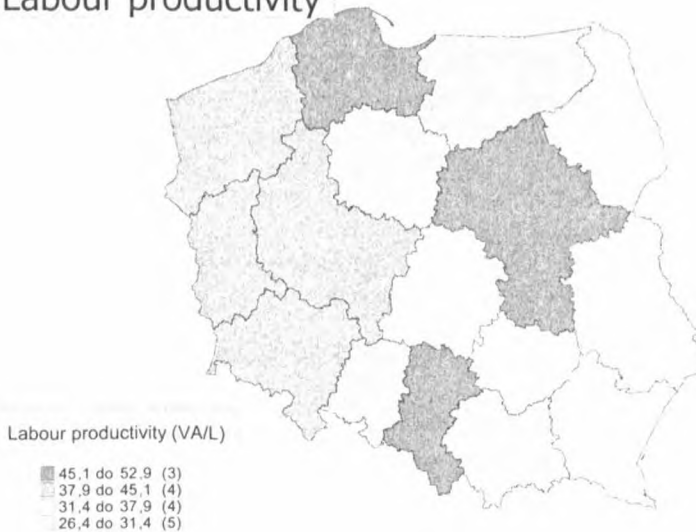 Labour productivity
Labour productivity (VA/L)
45,1 do 52,9 (3)
37,9 do 45,1 (4)
31,4 do 37,9 (4)
26,4 do 31,4 (5)